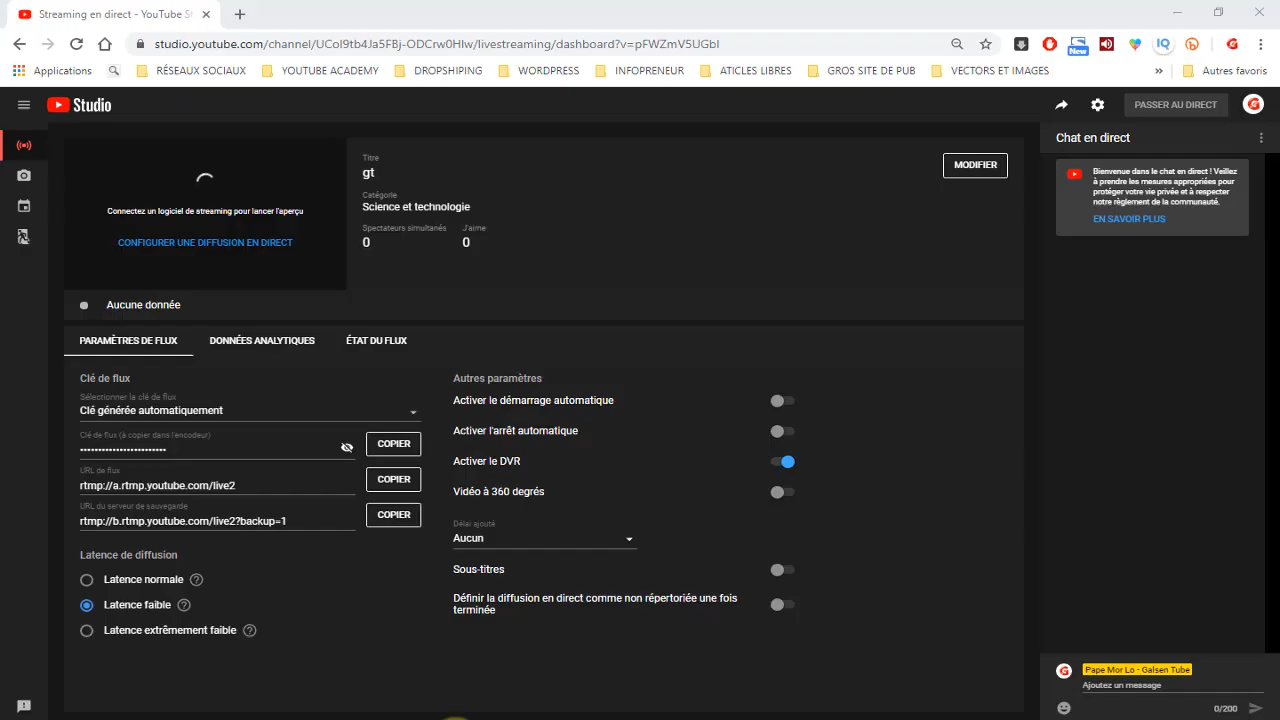 Streaming en direct - YouTube St
studio.youtube.com/channel/
/livestreaming/dashboard?v=pFWZmV5UGbI
New
IQ
Applications
RÉSEAUX SOCIAUX
YOUTUBE ACADEMY
DROPSHIPING
WORDPRESS
INFOPRENEUR
ATICLES LIBRES
GROS SITE DE PUB
VECTORS ET IMAGES
»
Autres favoris
Studio
PASSER AU DIRECT
Connectez un logiciel de streaming pour lancer l'aperçu
CONFIGURER UNE DIFFUSION EN DIRECT
Aucune donnée
Titre
gt
Catégorie
Science et technologie
Spectateurs simultanés
J'aime
0
0
MODIFIER
PARAMÈTRES DE FLUX
DONNÉES ANALYTIQUES
ÉTAT DU FLUX
Clé de flux
Sélectionner la clé de flux
Clé générée automatiquement
Clé de flux (à copier dans l'encodeur)
••••••••••••••••••••••••
COPIER
URL de flux
rtmp://a.rtmp.youtube.com/live2
COPIER
URL du serveur de sauvegarde
rtmp://b.rtmp.youtube.com/live2?backup=1
COPIER
Latence de diffusion
Latence normale
Latence faible
Latence extrêmement faible
Autres paramètres
Activer le démarrage automatique
Activer l'arrêt automatique
Activer le DVR
Vidéo à 360 degrés
Délai ajouté
Aucun
Sous-titres
Définir la diffusion en direct comme non répertoriée une fois
terminée
Chat en direct
Bienvenue dans le chat en direct ! Veillez
à prendre les mesures appropriées pour
protéger votre vie privée et à respecter
notre règlement de la communauté.
EN SAVOIR PLUS
Pape Mor Lo - Galsen Tube
Ajoutez un message
0/200